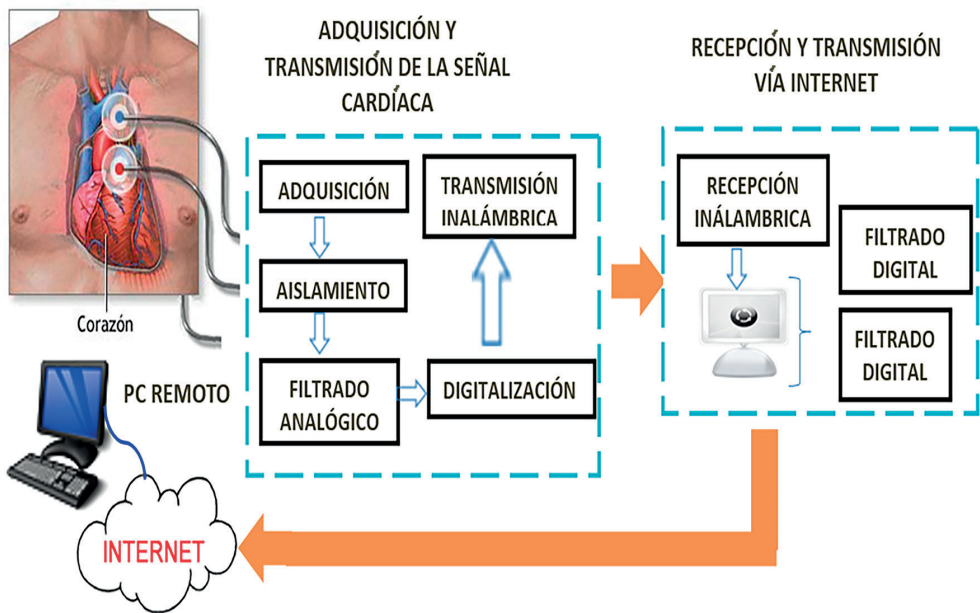 ADQUISICIÓN Y
TRANSMISIÓN DE LA SEÑAL
CARDÍACA
RECEPCIÓN Y TRANSMISIÓN
VÍA INTERNET
Corazón
ADQUISICIÓN
AISLAMIENTO
FILTRADO
ANALÓGICO
DIGITALIZACIÓN
TRANSMISIÓN
INALÁMBRICA
RECEPCIÓN
INÁLAMBRICA
FILTRADO
DIGITAL
FILTRADO
DIGITAL
PC REMOTO
INTERNET